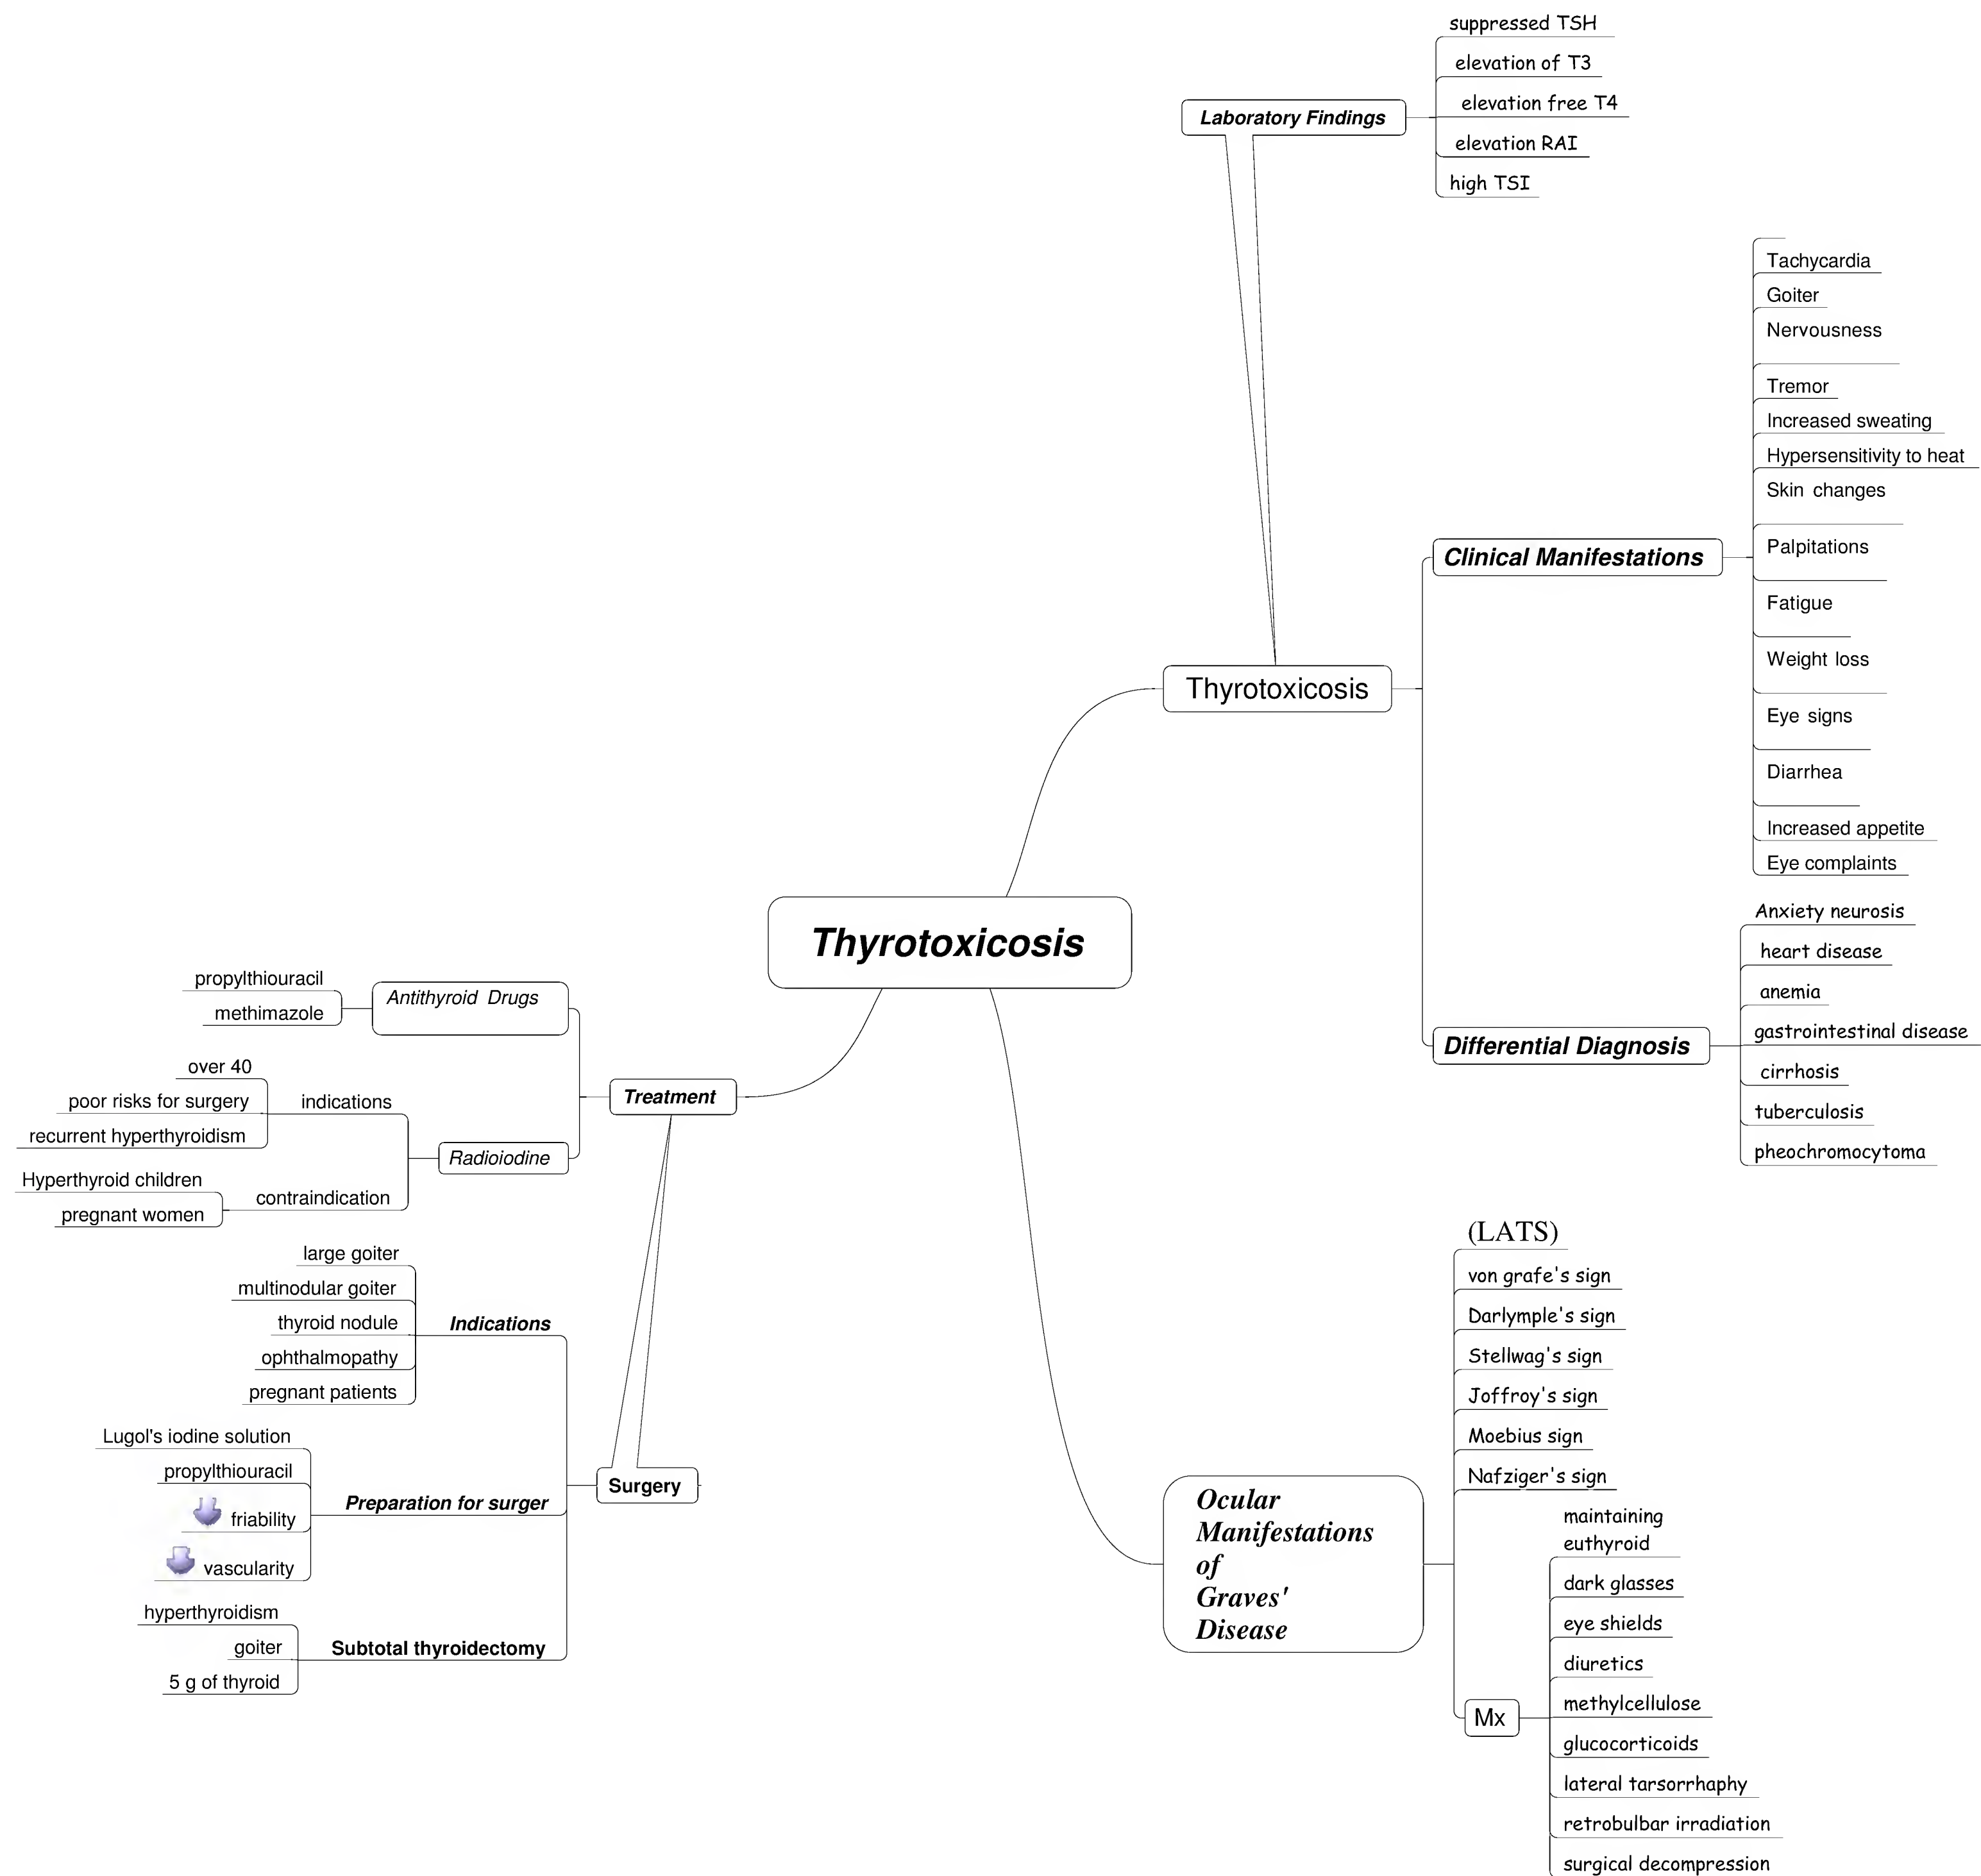 suppressed TSH
elevation of T3
elevation free T4
elevation RAI
high TSI
Laboratory Findings
Tachycardia
Goiter
Nervousness
Tremor
Increased sweating
Hypersensitivity to heat
Skin changes
Palpitations
Fatigue
Weight loss
Eye signs
Diarrhea
Increased appetite
Eye complaints
Clinical Manifestations
Thyrotoxicosis
Anxiety neurosis
heart disease
anemia
gastrointestinal disease
cirrhosis
tuberculosis
pheochromocytoma
Differential Diagnosis
Thyrotoxicosis
propylthiouracil
methimazole
Antithyroid Drugs
over 40
poor risks for surgery
recurrent hyperthyroidism
indications
Hyperthyroid children
pregnant women
contraindication
Radioiodine
Treatment
large goiter
multinodular goiter
thyroid nodule
ophthalmopathy
pregnant patients
Indications
Lugol's iodine solution
propylthiouracil
friability
vascularity
Preparation for surger
hyperthyroidism
goiter
5 g of thyroid
Subtotal thyroidectomy
Surgery
(LATS)
von grafe's sign
Darlymple's sign
Stellwag's sign
Joffroy's sign
Moebius sign
Nafziger's sign
Ocular
Manifestations
of
Graves'
Disease
Mx
maintaining
euthyroid
dark glasses
eye shields
diuretics
methylcellulose
glucocorticoids
lateral tarsorrhaphy
retrobulbar irradiation
surgical decompression